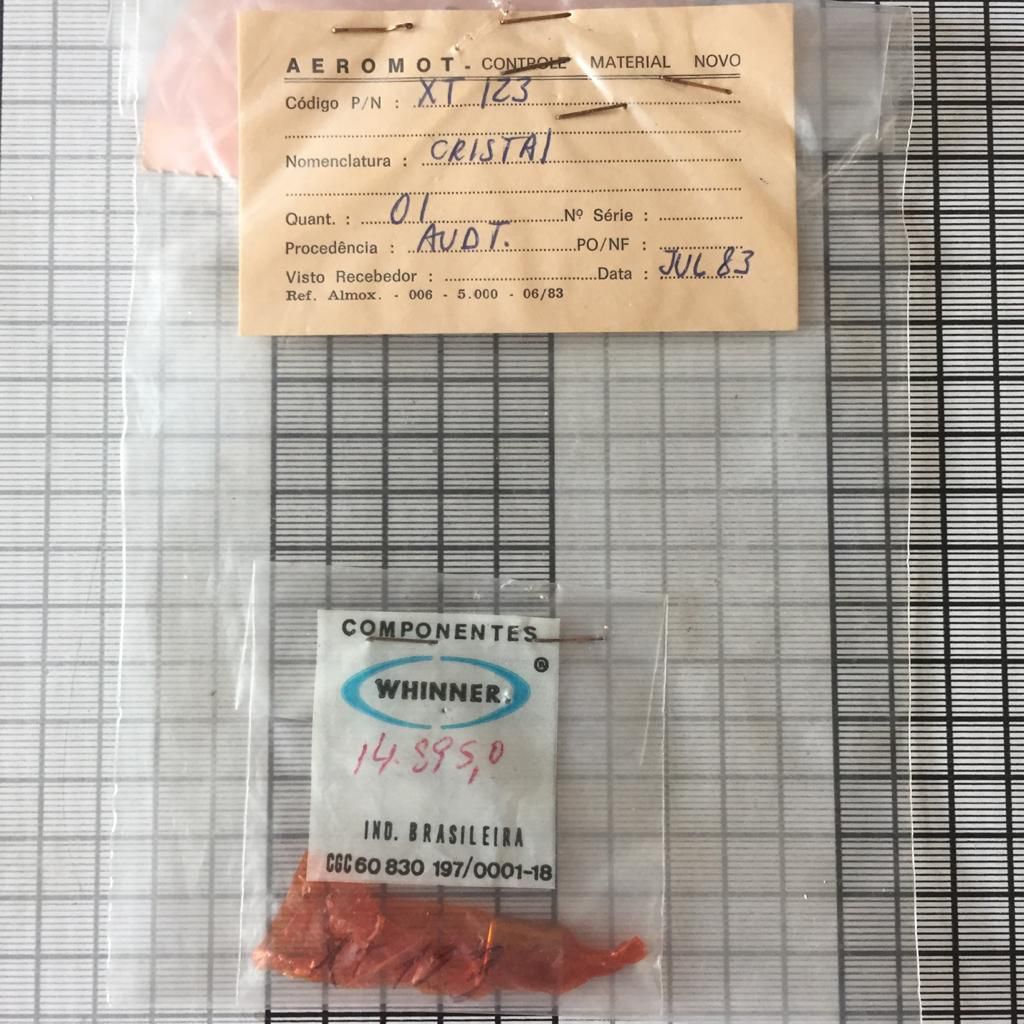 AEROMOT - CONTROLE MATERIAL NOVO
Código P/N : XT 123
Nomenclatura : CRISTAL
Quant. : 01 Nº Série :
Procedência : AUDT. PO/NF :
Visto Recebedor : Data : JUL 83
Ref. Almox. - 006 - 5.000 - 06/83
COMPONENTES
WHINNER ®
14.895,0
IND. BRASILEIRA
CGC 60 830 197/0001-18